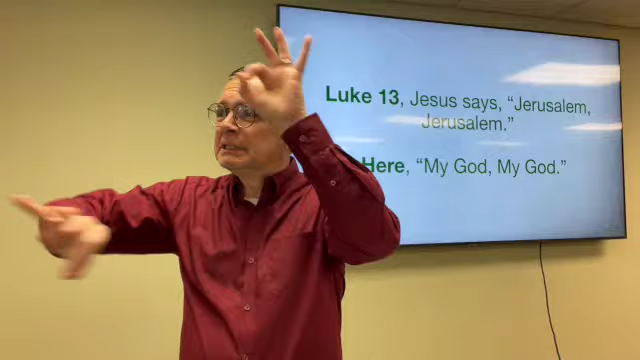 Luke 13, Jesus says, “Jerusalem,
Jerusalem.”
Here, “My God, My God.”